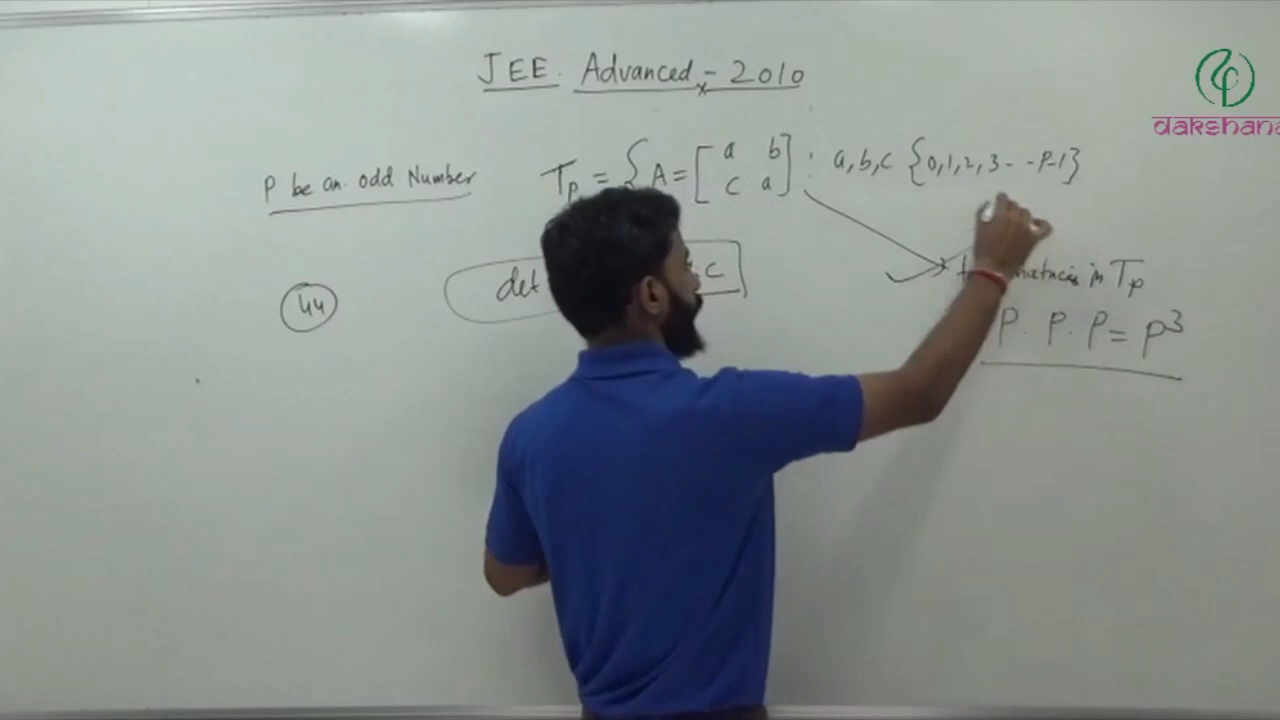 JEE. Advanced - 2010
dakshana
P be an odd Number
Tp = { A = [ a b
c a ] : a, b, c {0,1,2,3 - - P-1}
44
det
c
in Tp
P. P. P = P³